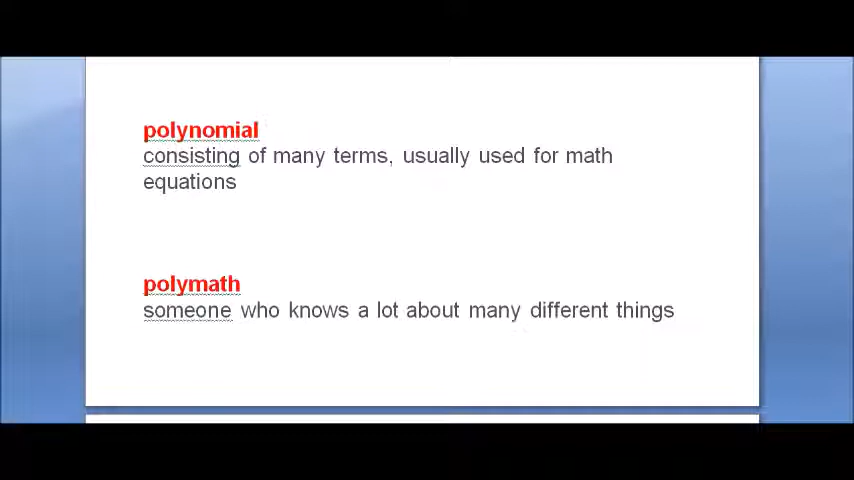 polynomial
consisting of many terms, usually used for math
equations
polymath
someone who knows a lot about many different things